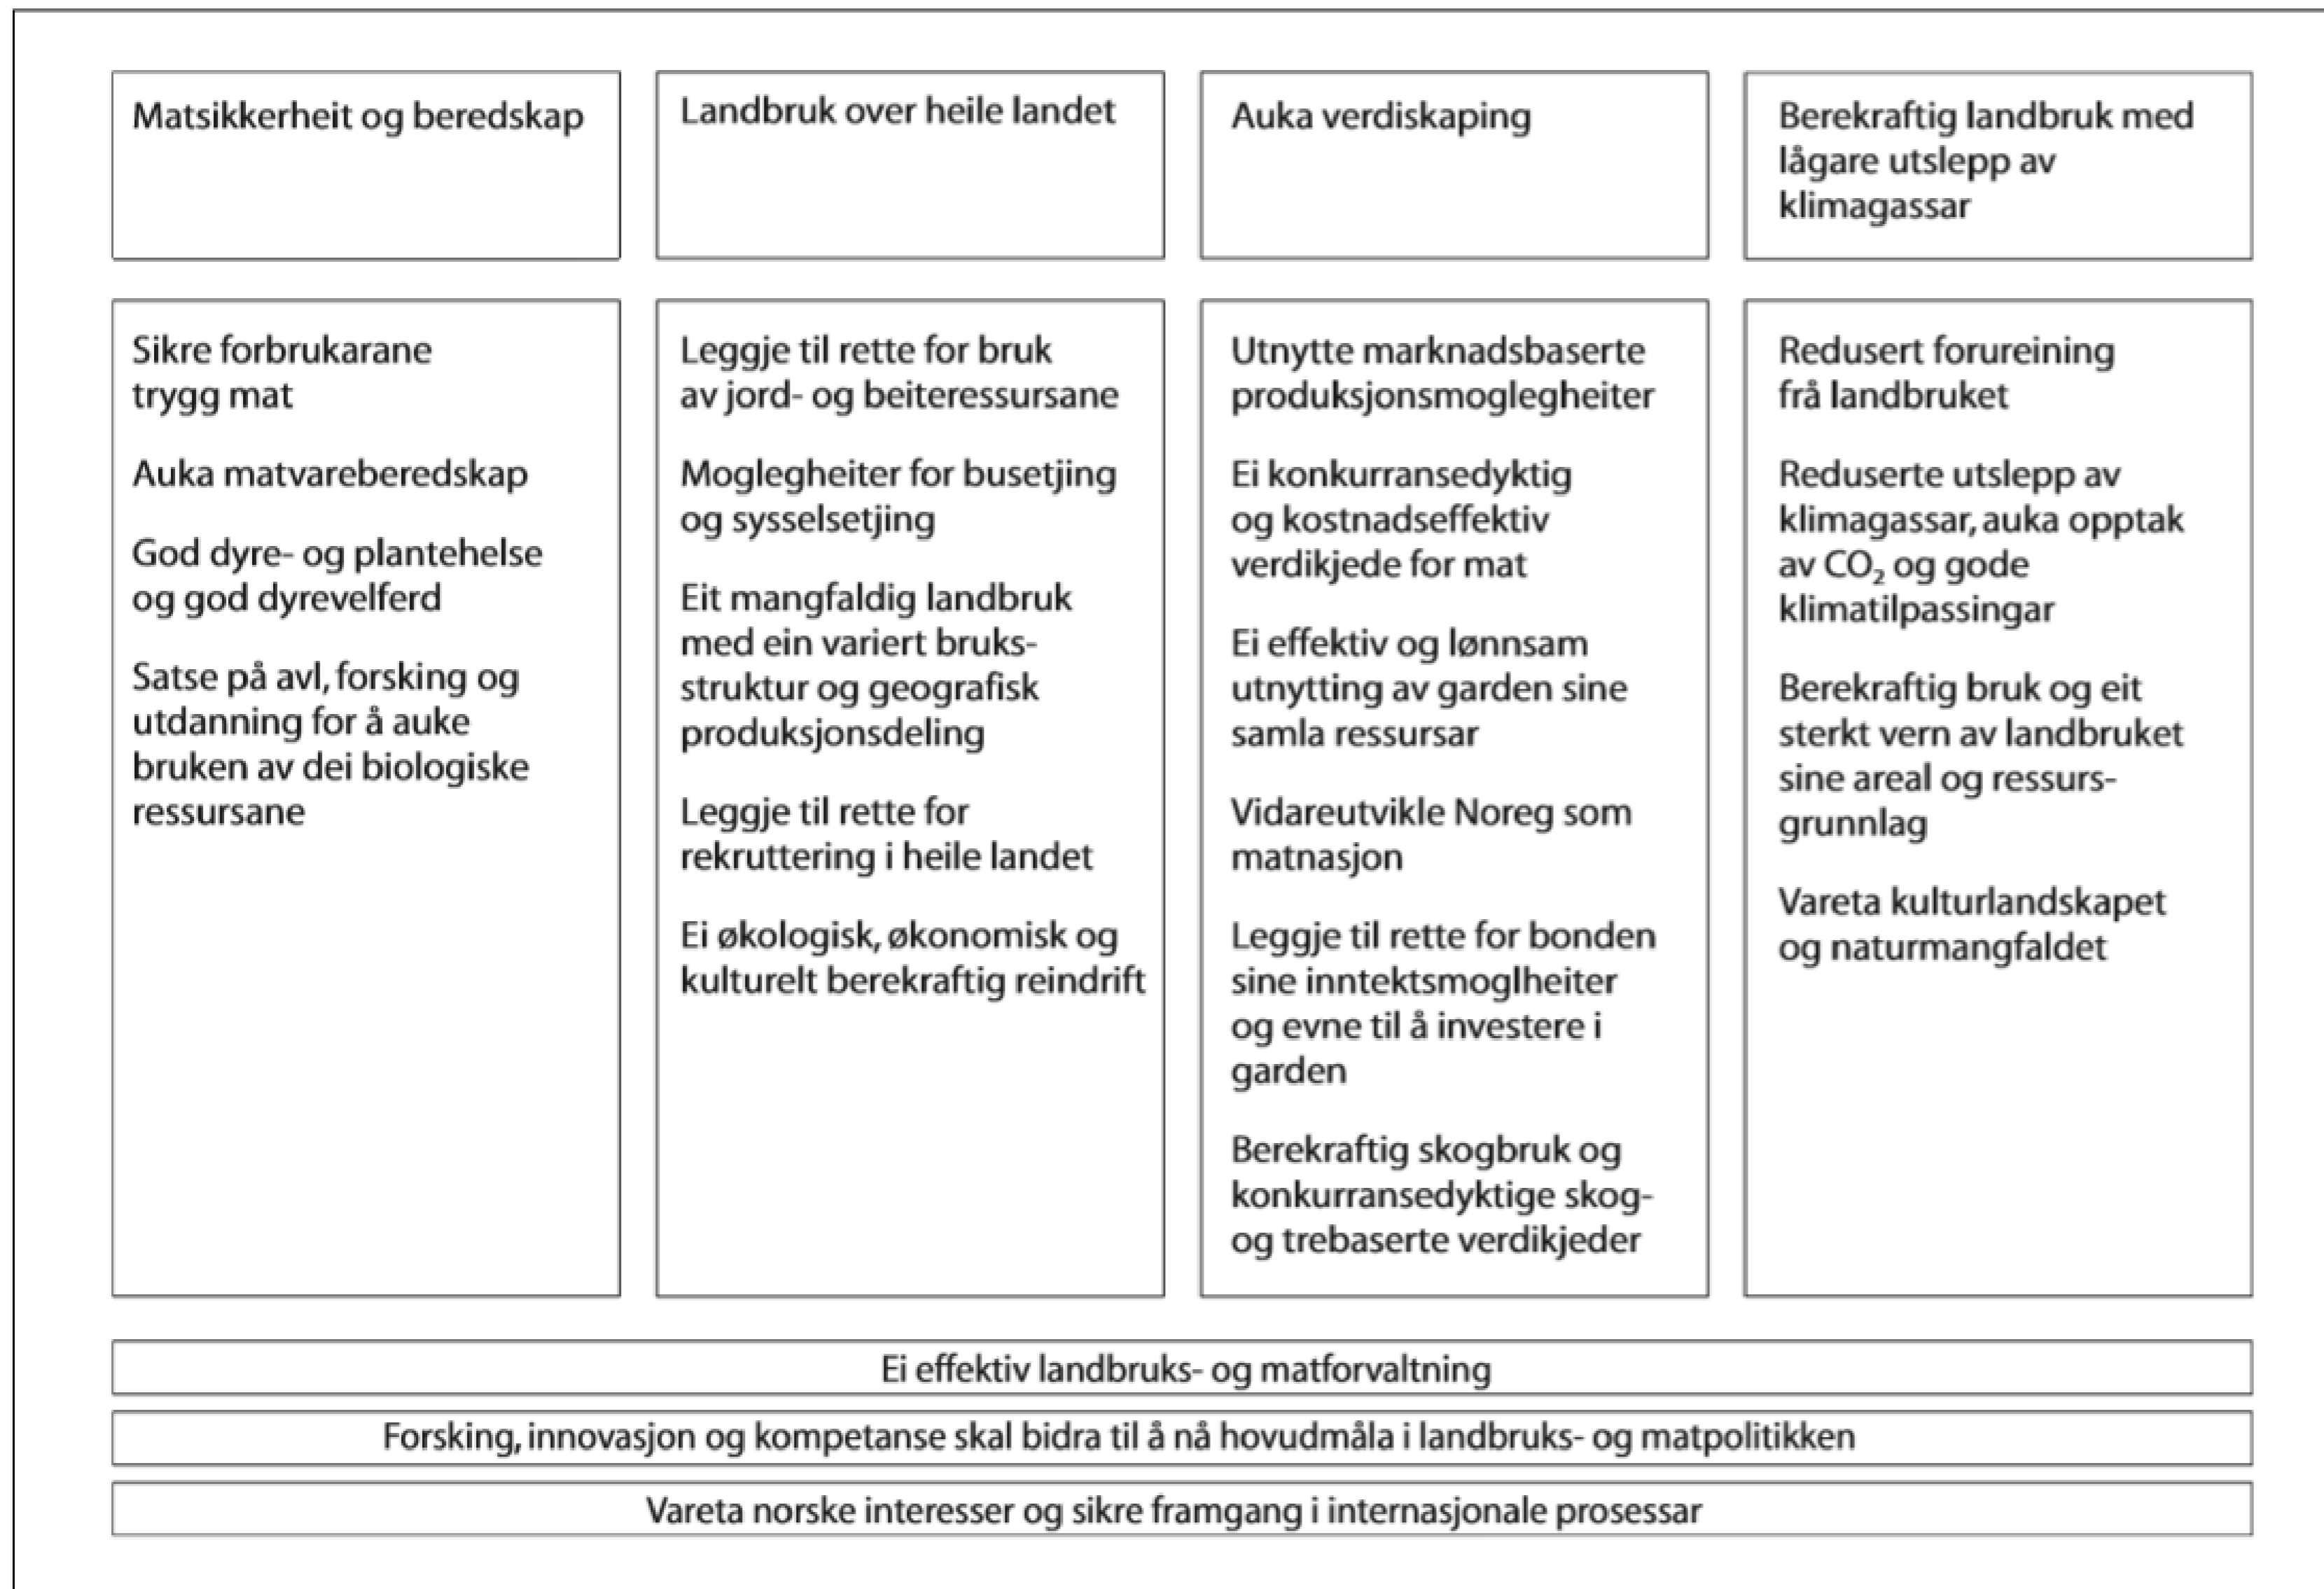 Matsikkerheit og beredskap
Landbruk over heile landet
Auka verdiskaping
Berekraftig landbruk med
lågare utslepp av
klimagassar
Sikre forbrukarane
trygg mat
Auka matvareberedskap
God dyre- og plantehelse
og god dyrevelferd
Satse på avl, forsking og
utdanning for å auke
bruken av dei biologiske
ressursane
Leggje til rette for bruk
av jord- og beiteressursane
Moglegheiter for busetjing
og sysselsetjing
Eit mangfaldig landbruk
med ein variert bruks-
struktur og geografisk
produksjonsdeling
Leggje til rette for
rekruttering i heile landet
Ei økologisk, økonomisk og
kulturelt berekraftig reindrift
Utnytte marknadsbaserte
produksjonsmoglegheiter
Ei konkurransedyktig
og kostnadseffektiv
verdikjede for mat
Ei effektiv og lønnsam
utnytting av garden sine
samla ressursar
Vidareutvikle Noreg som
matnasjon
Leggje til rette for bonden
sine inntektsmoglheiter
og evne til å investere i
garden
Berekraftig skogbruk og
konkurransedyktige skog-
og trebaserte verdikjeder
Redusert forureining
frå landbruket
Reduserte utslepp av
klimagassar, auka opptak
av CO₂ og gode
klimatilpassingar
Berekraftig bruk og eit
sterkt vern av landbruket
sine areal og ressurs-
grunnlag
Vareta kulturlandskapet
og naturmangfaldet
Ei effektiv landbruks- og matforvaltning
Forsking, innovasjon og kompetanse skal bidra til å nå hovudmåla i landbruks- og matpolitikken
Vareta norske interesser og sikre framgang i internasjonale prosessar